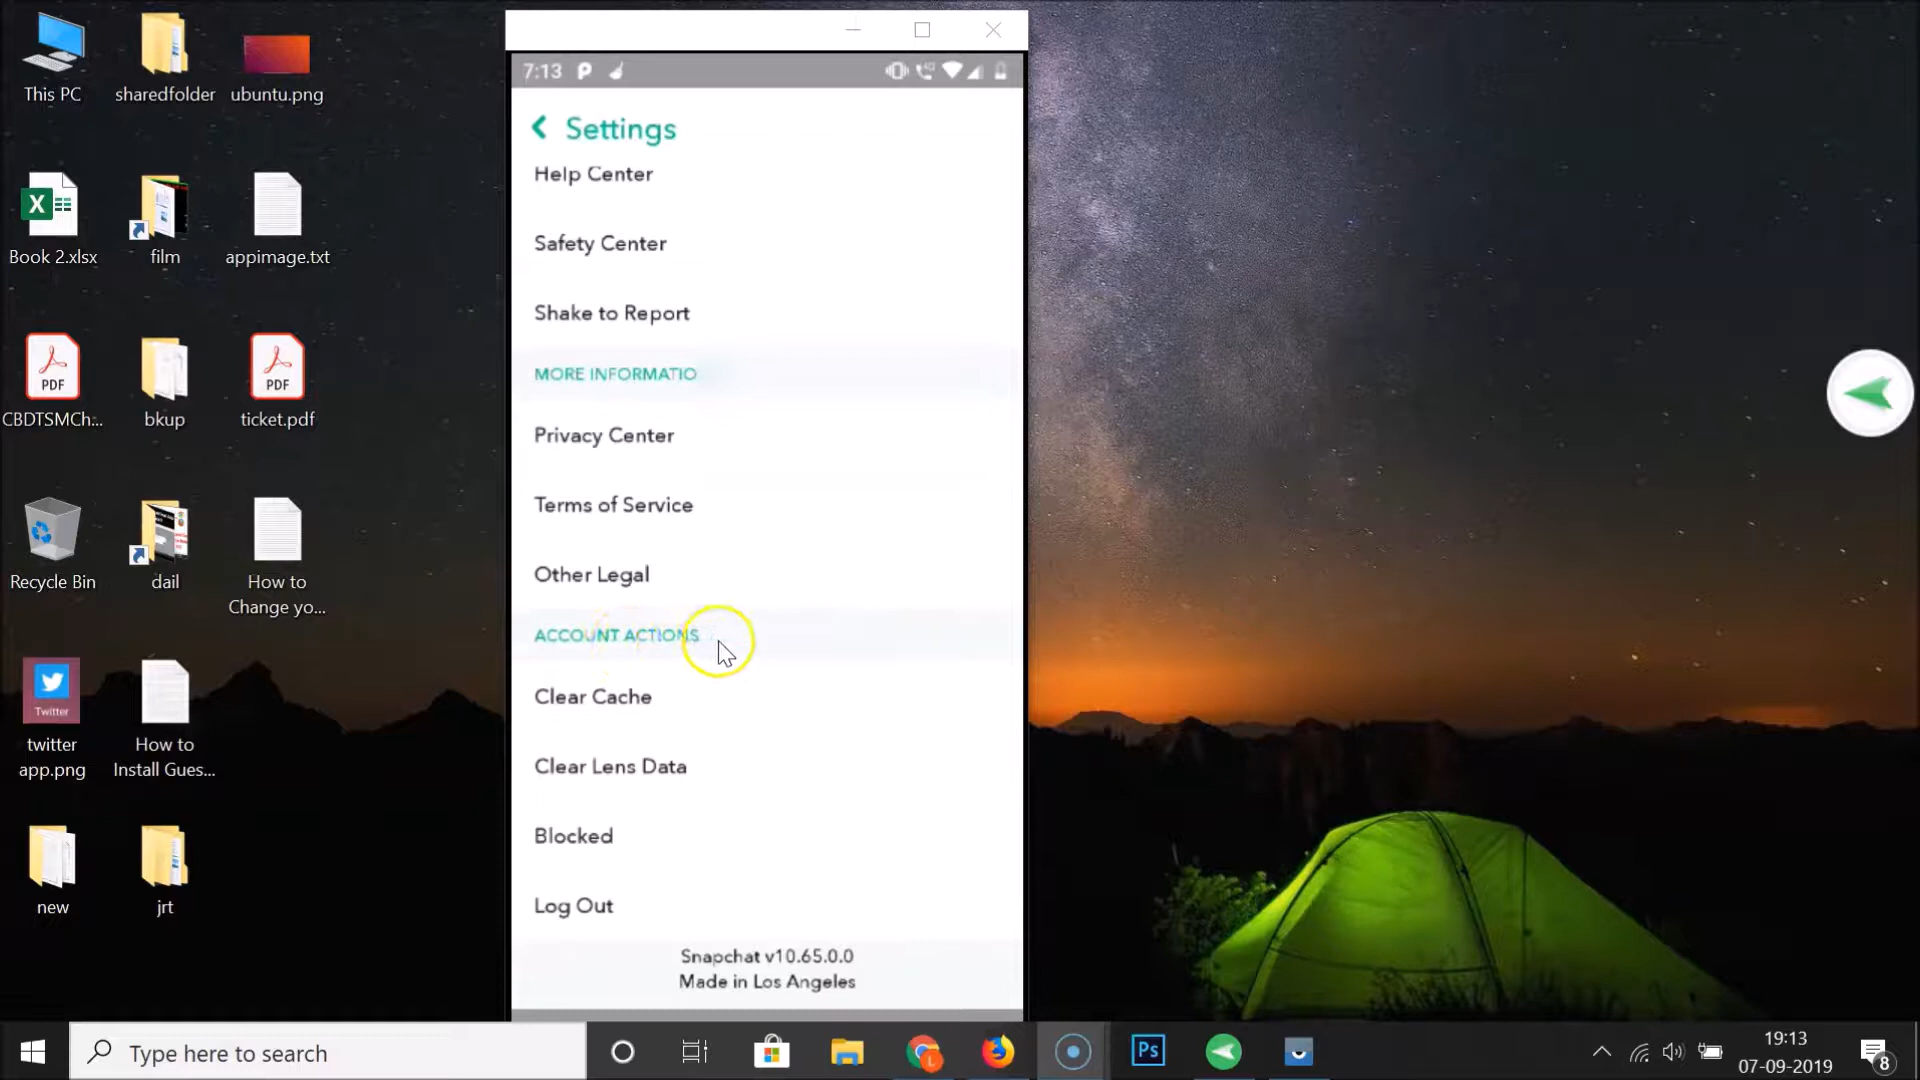 This PC
sharedfolder
ubuntu.png
Book 2.xlsx
film
appimage.txt
PDF
CBDTSMCh...
bkup
PDF
ticket.pdf
Recycle Bin
dail
How to
Change yo...
Twitter
twitter
app.png
How to
Install Gues...
new
jrt
7:13
Settings
Help Center
Safety Center
Shake to Report
MORE INFORMATIO
Privacy Center
Terms of Service
Other Legal
ACCOUNT ACTIONS
Clear Cache
Clear Lens Data
Blocked
Log Out
Snapchat v10.65.0.0
Made in Los Angeles
Type here to search
L
Ps
19:13
07-09-2019
8